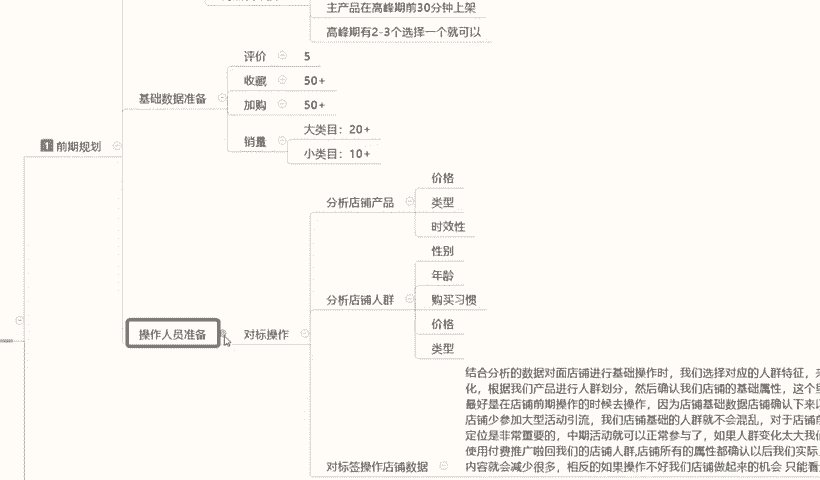 主产品在高峰期前30分钟上架
高峰期有2-3个选择一个就可以
评价 5
收藏 50+
基础数据准备
加购 50+
大类目：20+
销量
小类目：10+
1 前期规划
价格
分析店铺产品 类型
时效性
性别
年龄
分析店铺人群 购买习惯
价格
操作人员准备 对标操作
类型
结合分析的数据对面店铺进行基础操作时，我们选择对应的人群特征，
化，根据我们产品进行人群划分，然后确认我们店铺的基础属性，这个
最好是在店铺前期操作的时候去操作，因为店铺基础数据店铺确认下来
店铺少参加大型活动引流，我们店铺基础的人群就不会混乱，对于店铺
定位是非常重要的，中期活动就可以正常参与了，如果人群变化太大我们
使用付费推广啦回我们的店铺人群,店铺所有的属性都确认以后我们实际
对标签操作店铺数据
内容就会减少很多，相反的如果操作不好我们店铺做起来的机会 只能看